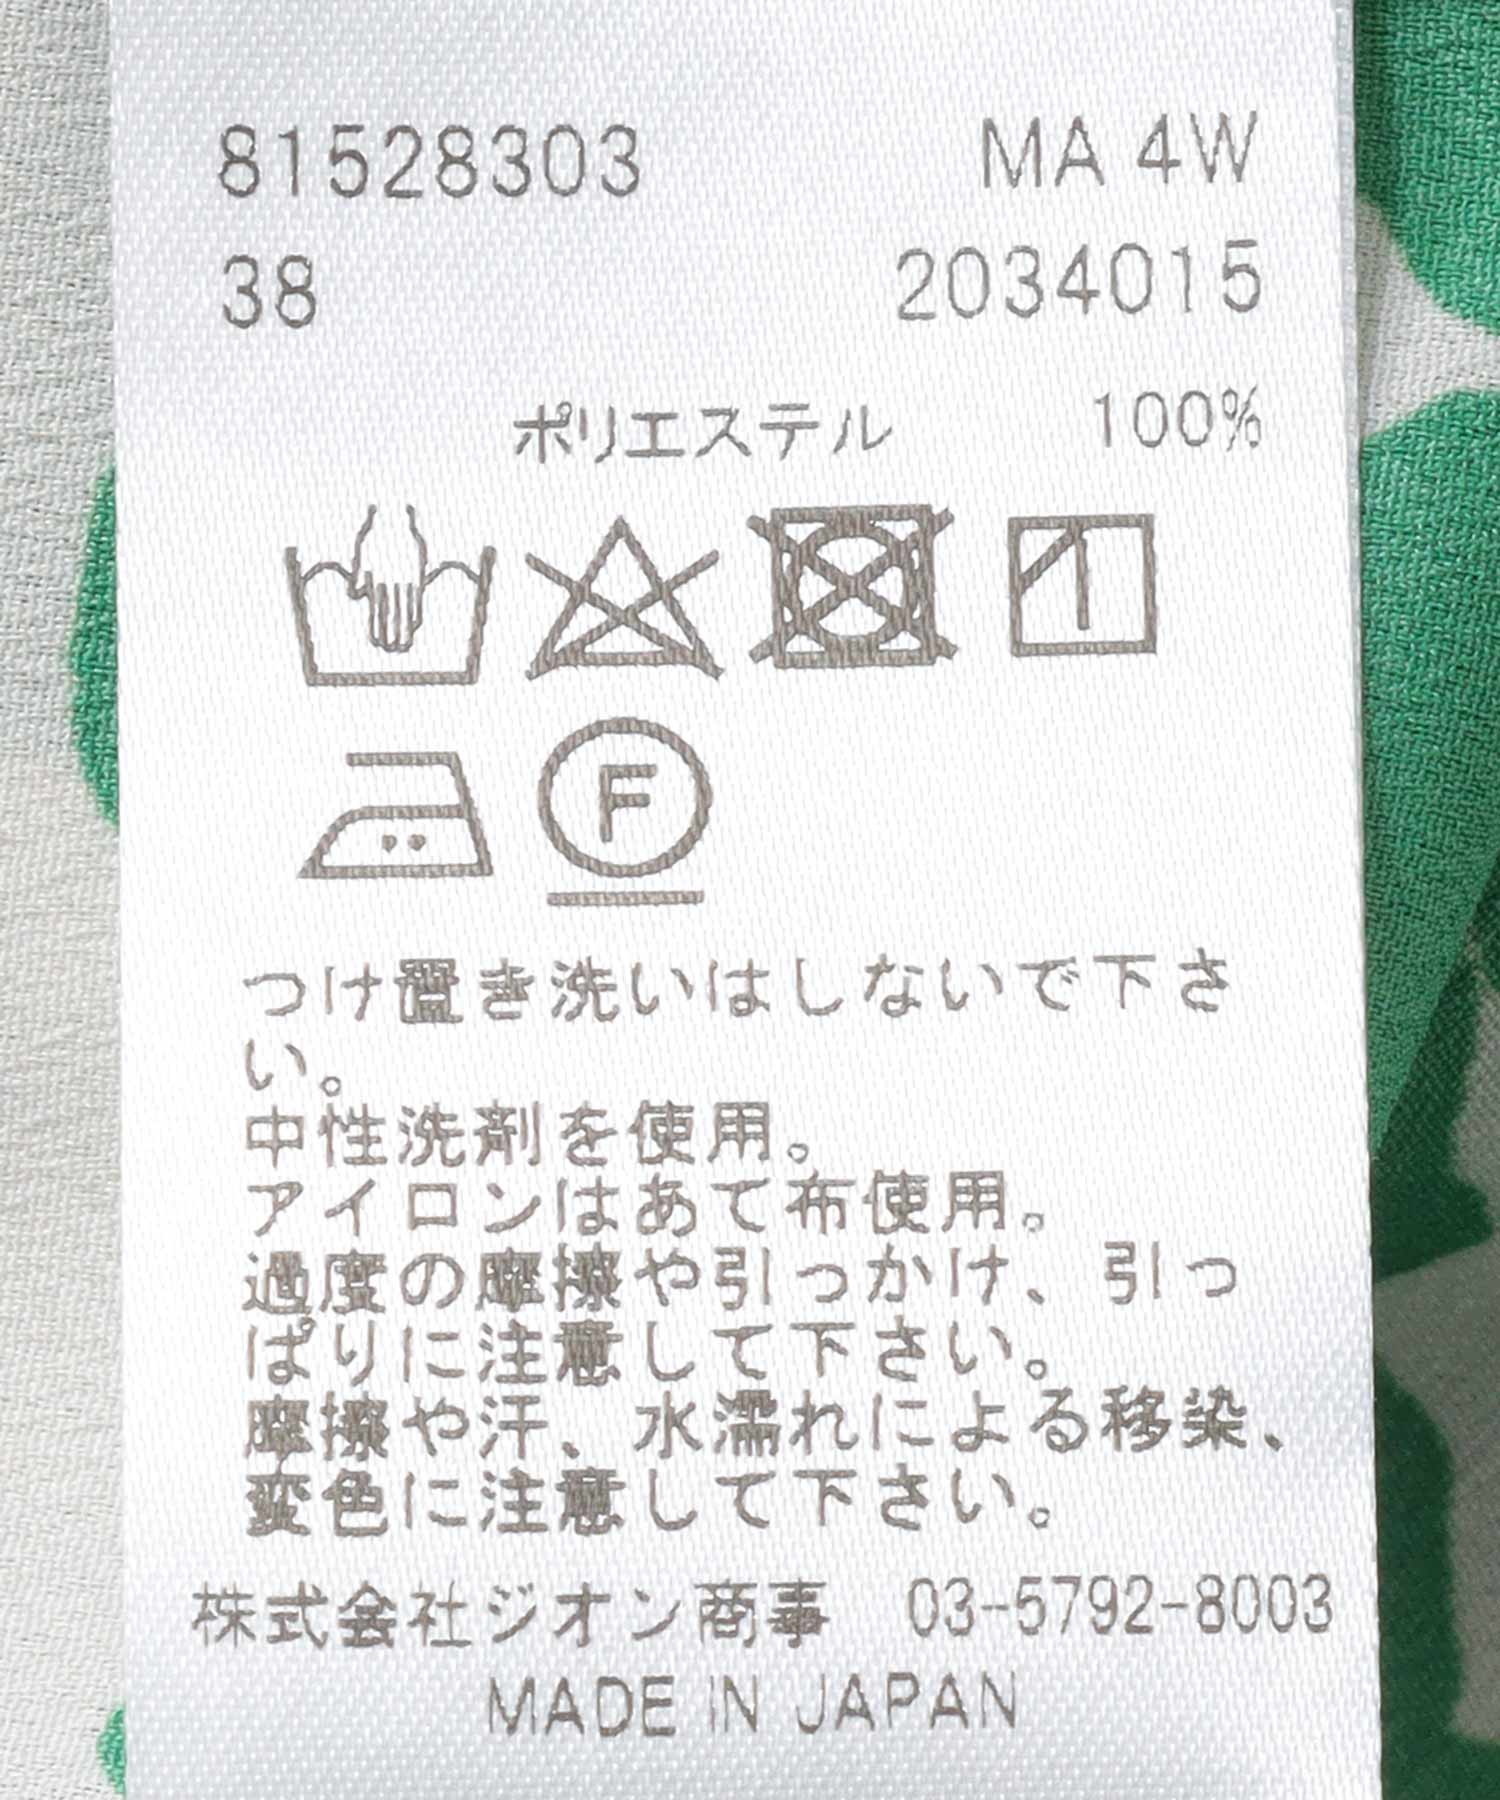 81528303 MA 4W
38 2034015
ポリエステル 100%
F
つけ置き洗いはしないで下さ
い。
中性洗剤を使用。
アイロンはあて布使用。
過度の摩擦や引っかけ、引っ
ぱりに注意して下さい。
摩擦や汗、水濡れによる移染、
変色に注意して下さい。
株式会社ジオン商事 03-5792-8003
MADE IN JAPAN